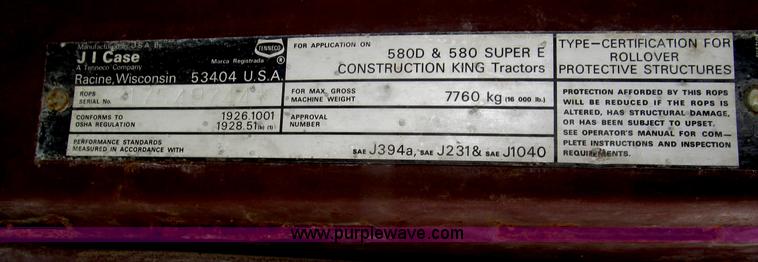 Manufactured in U.S.A. by
J I Case
A Tenneco Company
Marca Registrada ®
TENNECO
Racine, Wisconsin 53404 U.S.A.
FOR APPLICATION ON
580D & 580 SUPER E
CONSTRUCTION KING Tractors
TYPE-CERTIFICATION FOR
ROLLOVER
PROTECTIVE STRUCTURES
ROPS
SERIAL No.
FOR MAX. GROSS
MACHINE WEIGHT
7760 kg (16 000 lb.)
CONFORMS TO
OSHA REGULATION
1926.1001
1928.51
APPROVAL
NUMBER
PERFORMANCE STANDARDS
MEASURED IN ACCORDANCE WITH
SAE J394a, SAE J231& SAE J1040
PROTECTION AFFORDED BY THIS ROPS
WILL BE REDUCED IF THE ROPS IS
ALTERED, HAS STRUCTURAL DAMAGE,
OR HAS BEEN SUBJECT TO UPSET.
SEE OPERATOR'S MANUAL FOR COM-
PLETE INSTRUCTIONS AND INSPECTION
REQUIREMENTS.
www.purplewave.com